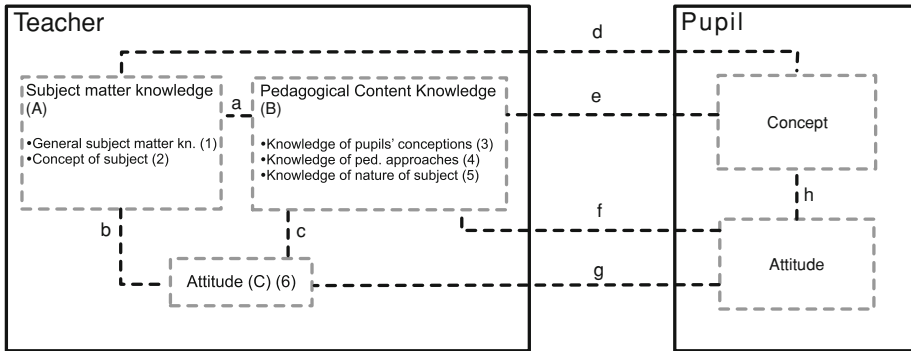 Teacher
Pupil
d
Subject matter knowledge
(A)
•General subject matter kn. (1)
•Concept of subject (2)
a
Pedagogical Content Knowledge
(B)
•Knowledge of pupils' conceptions (3)
•Knowledge of ped. approaches (4)
•Knowledge of nature of subject (5)
e
Concept
b
c
f
h
Attitude (C) (6)
g
Attitude